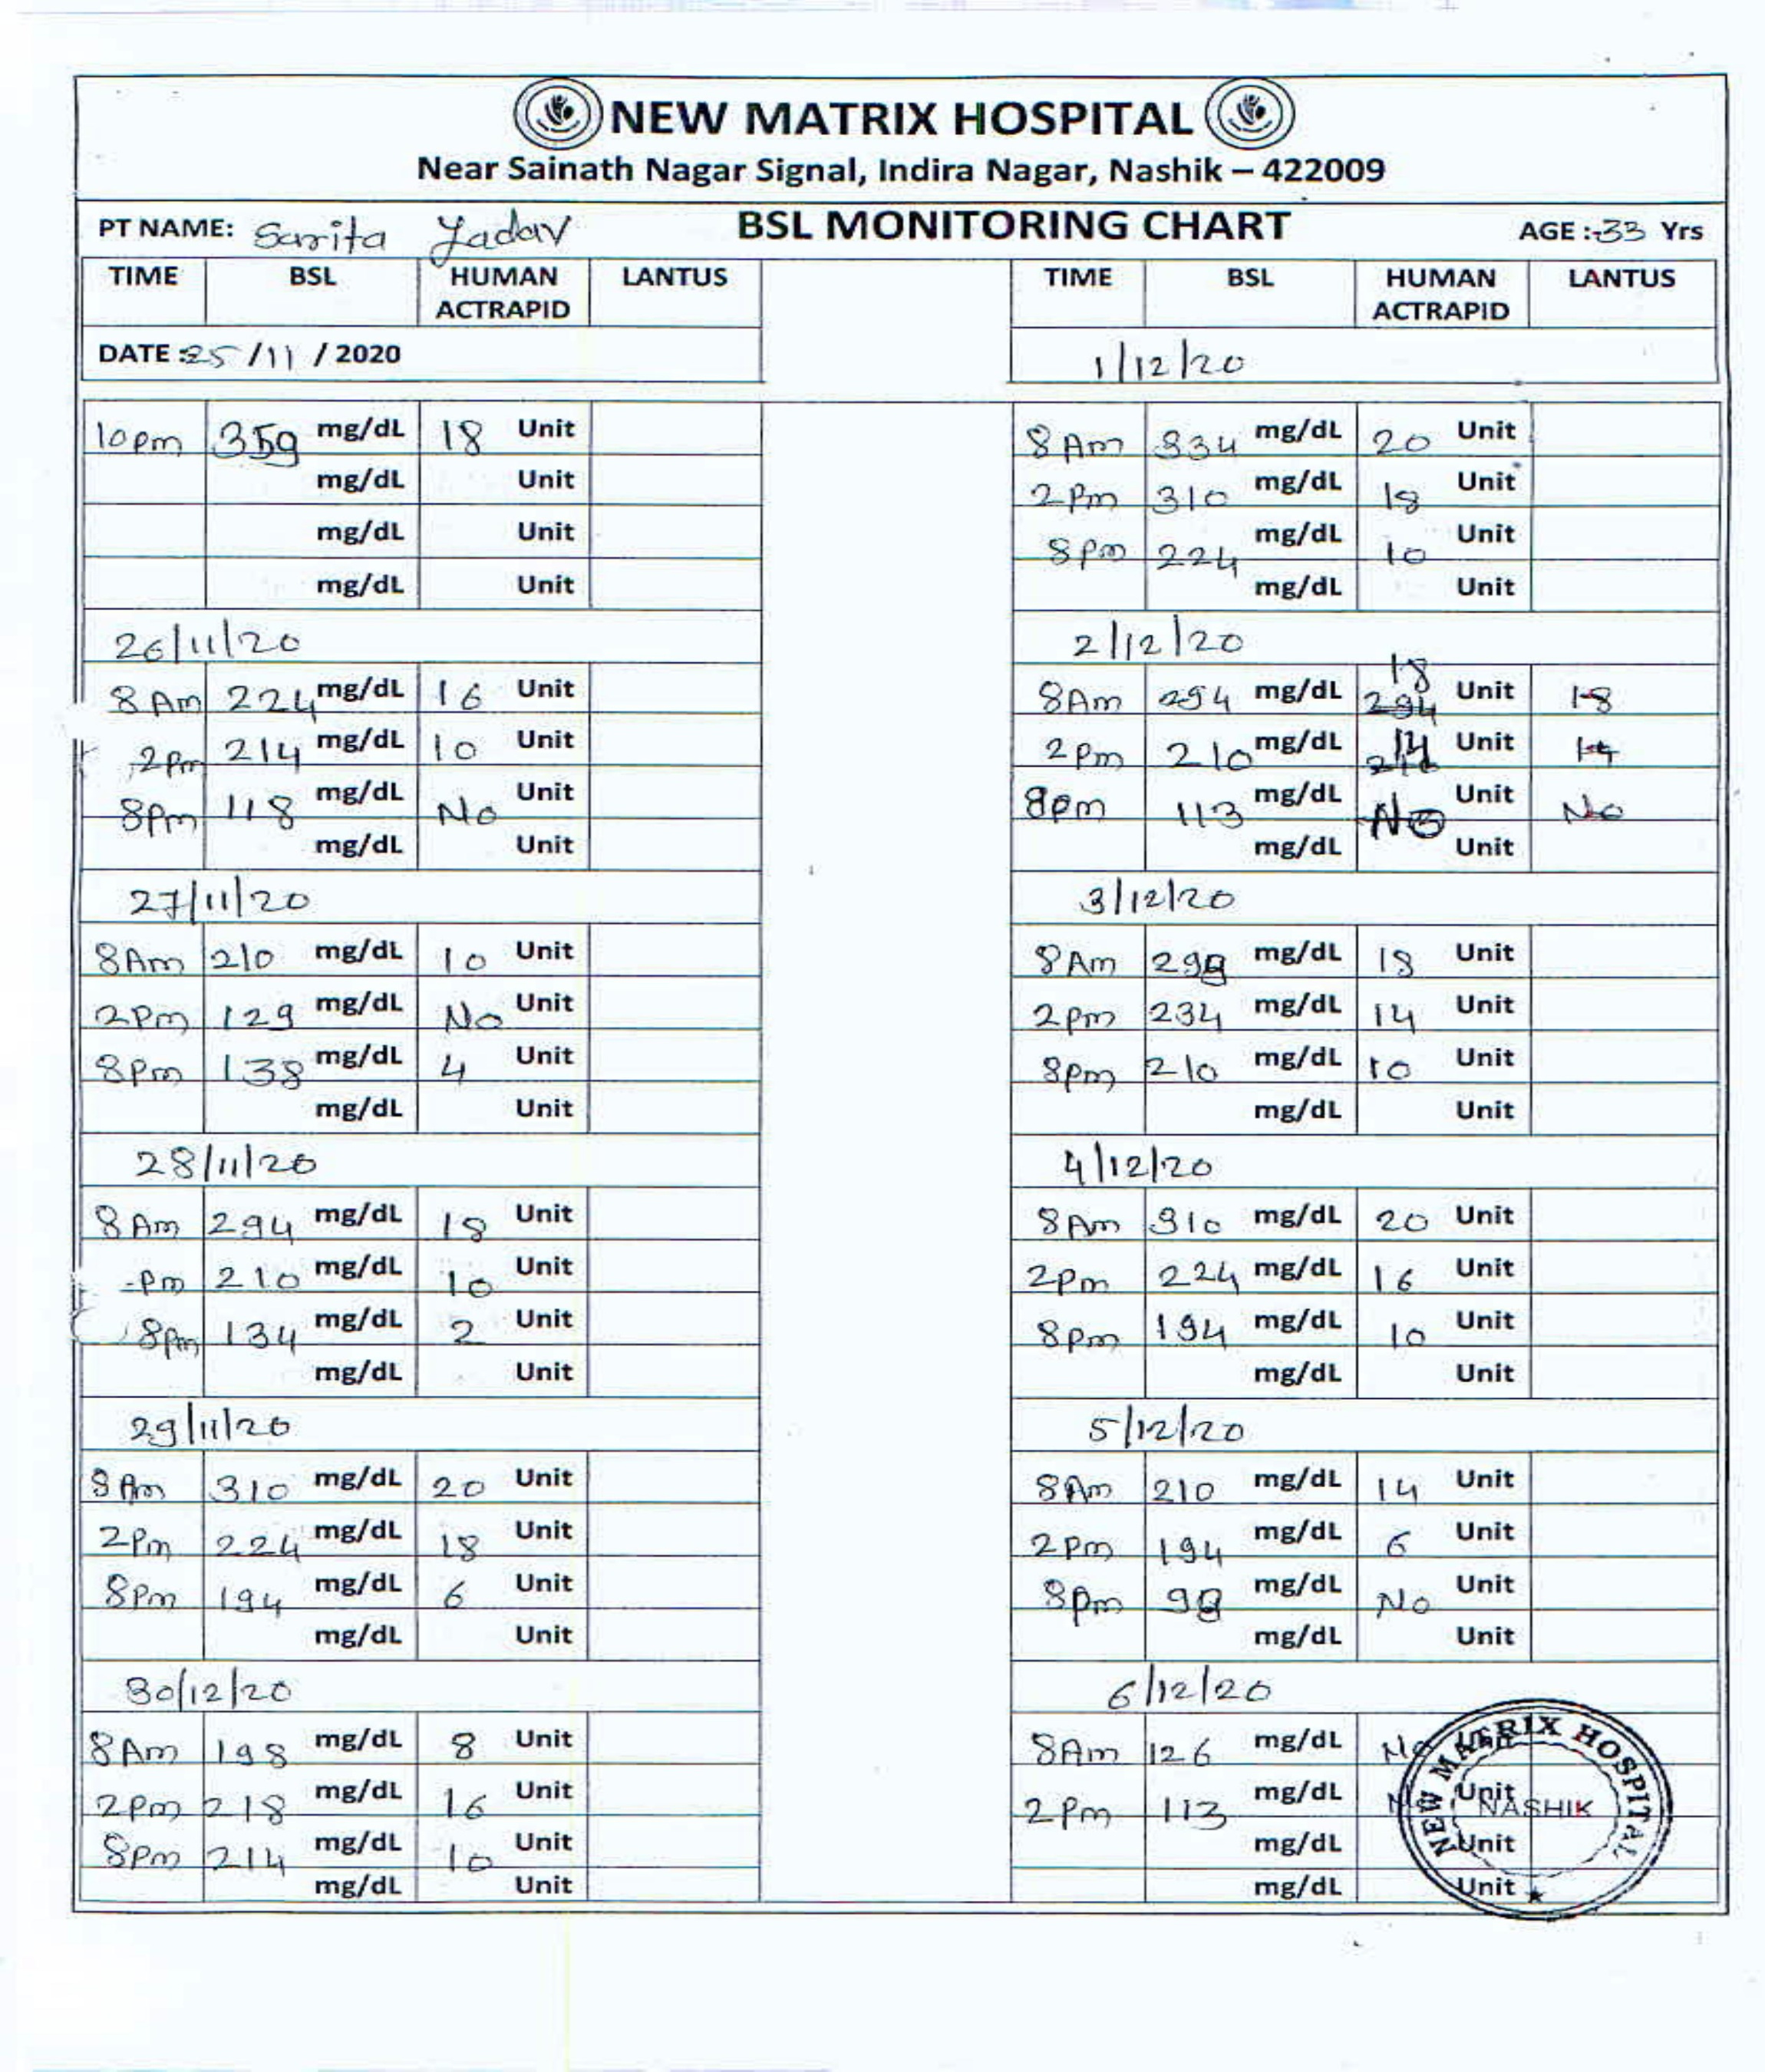 NEW MATRIX HOSPITAL
Near Sainath Nagar Signal, Indira Nagar, Nashik – 422009
PT NAME: Sarita Yadav BSL MONITORING CHART AGE :-33 Yrs
TIME BSL HUMAN ACTRAPID LANTUS
DATE :25/11 / 2020
10pm 359 mg/dL 18 Unit
mg/dL Unit
mg/dL Unit
mg/dL Unit
26/11/20
8Am 224 mg/dL 16 Unit
2Pm 214 mg/dL 10 Unit
8pm 118 mg/dL No Unit
mg/dL Unit
27/11/20
8Am 210 mg/dL 10 Unit
2Pm 129 mg/dL No Unit
8pm 138 mg/dL 4 Unit
mg/dL Unit
28/11/20
8Am 294 mg/dL 18 Unit
Pm 210 mg/dL 10 Unit
8pm 134 mg/dL 2 Unit
mg/dL Unit
29/11/20
8Am 310 mg/dL 20 Unit
2Pm 224 mg/dL 18 Unit
8Pm 194 mg/dL 6 Unit
mg/dL Unit
30/12/20
8Am 198 mg/dL 8 Unit
2Pm 218 mg/dL 16 Unit
8pm 214 mg/dL 10 Unit
mg/dL Unit
TIME BSL HUMAN ACTRAPID LANTUS
1/12/20
8Am 334 mg/dL 20 Unit
2Pm 310 mg/dL 18 Unit
8pm 224 mg/dL 10 Unit
mg/dL Unit
2/12/20
8Am 294 mg/dL 18 Unit 18
2Pm 210 mg/dL 14 Unit 14
8pm 113 mg/dL No Unit No
mg/dL Unit
3/12/20
8Am 298 mg/dL 18 Unit
2pm 234 mg/dL 14 Unit
8pm 210 mg/dL 10 Unit
mg/dL Unit
4/12/20
8Am 310 mg/dL 20 Unit
2pm 224 mg/dL 16 Unit
8pm 194 mg/dL 10 Unit
mg/dL Unit
5/12/20
8Am 210 mg/dL 14 Unit
2pm 194 mg/dL 6 Unit
8pm 98 mg/dL No Unit
mg/dL Unit
6/12/20
8Am 126 mg/dL No Unit
2Pm 113 mg/dL Unit
mg/dL Unit
mg/dL Unit
NEW MATRIX HOSPITAL
NASHIK